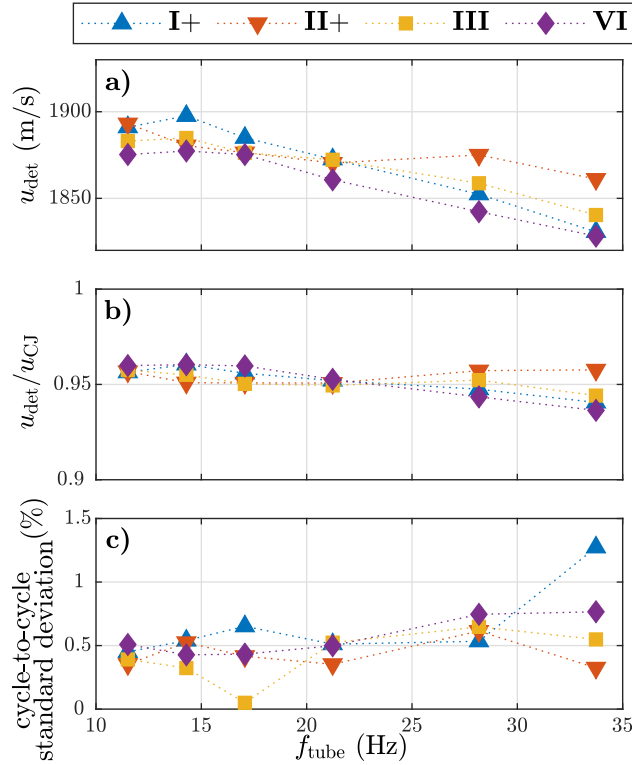 I+ II+ III VI
a)
1900
1850
u_det (m/s)
b)
1
0.95
0.9
u_det/u_CJ
c)
1.5
1
0.5
0
cycle-to-cycle
standard deviation(%)
10 15 20 25 30 35
f_tube (Hz)